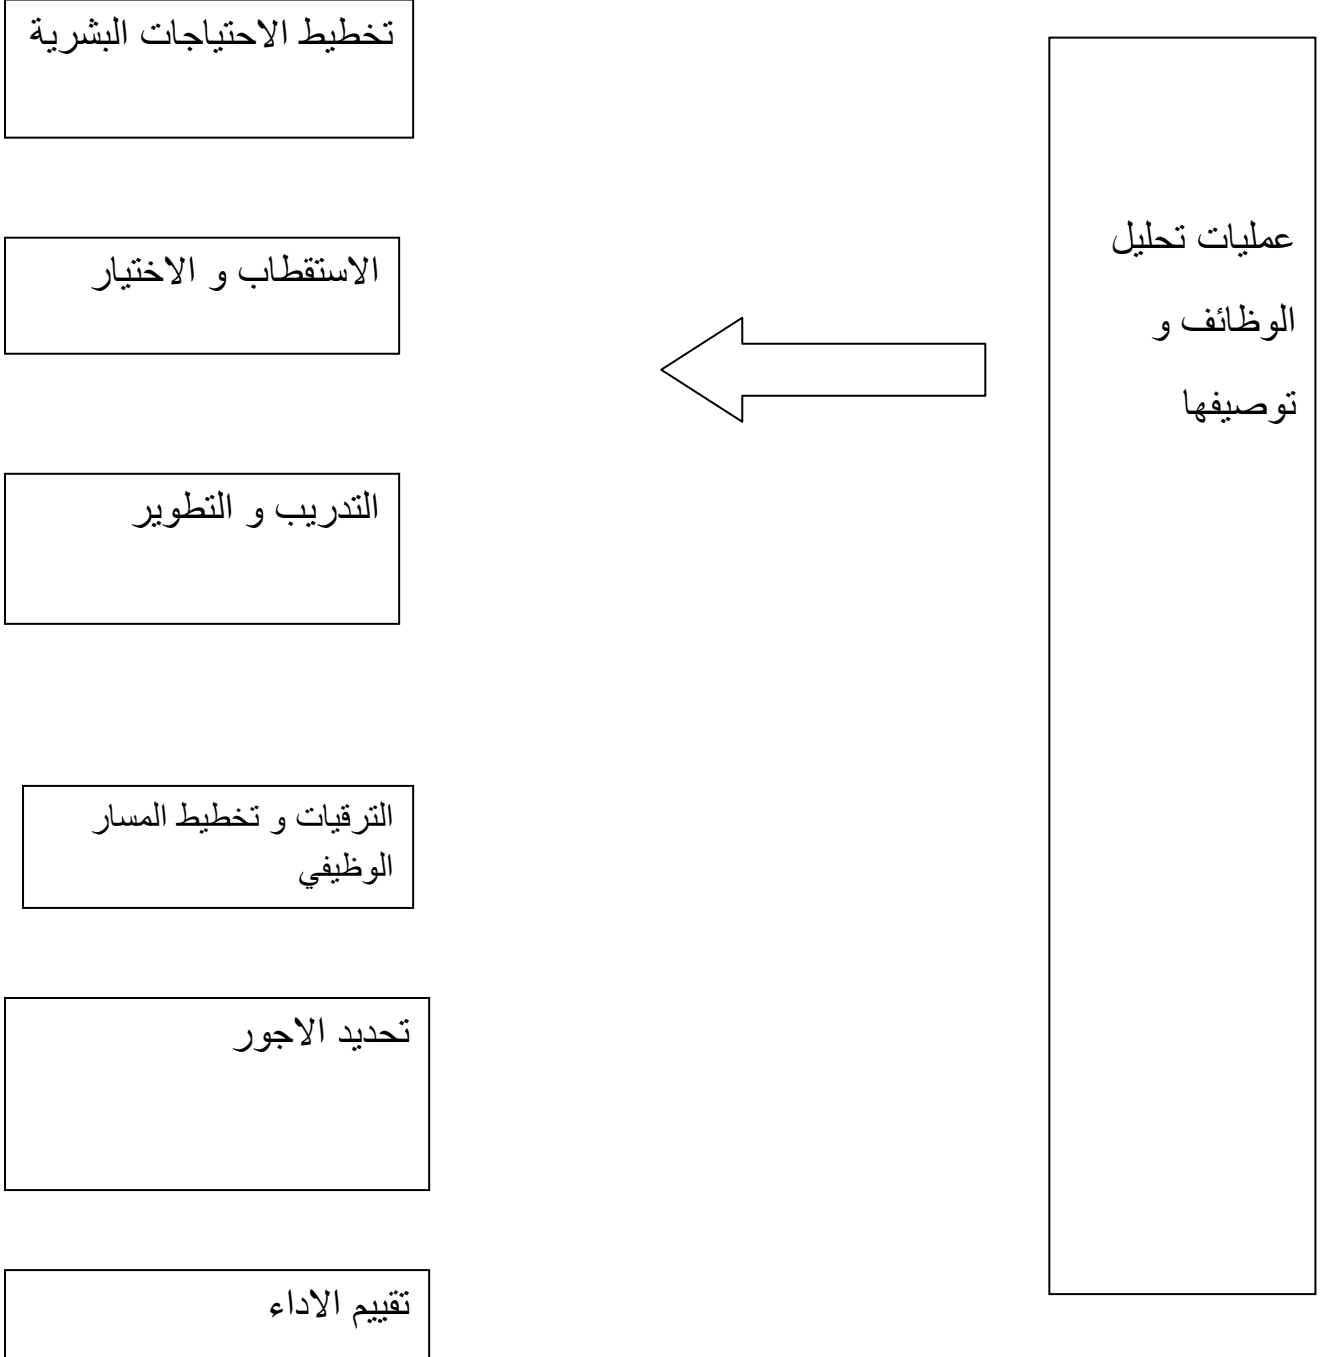 عمليات تحليل
الوظائف و
توصيفها
تخطيط الاحتياجات البشرية
الاستقطاب و الاختيار
التدريب و التطوير
الترقيات و تخطيط المسار
الوظيفي
تحديد الاجور
تقييم الاداء